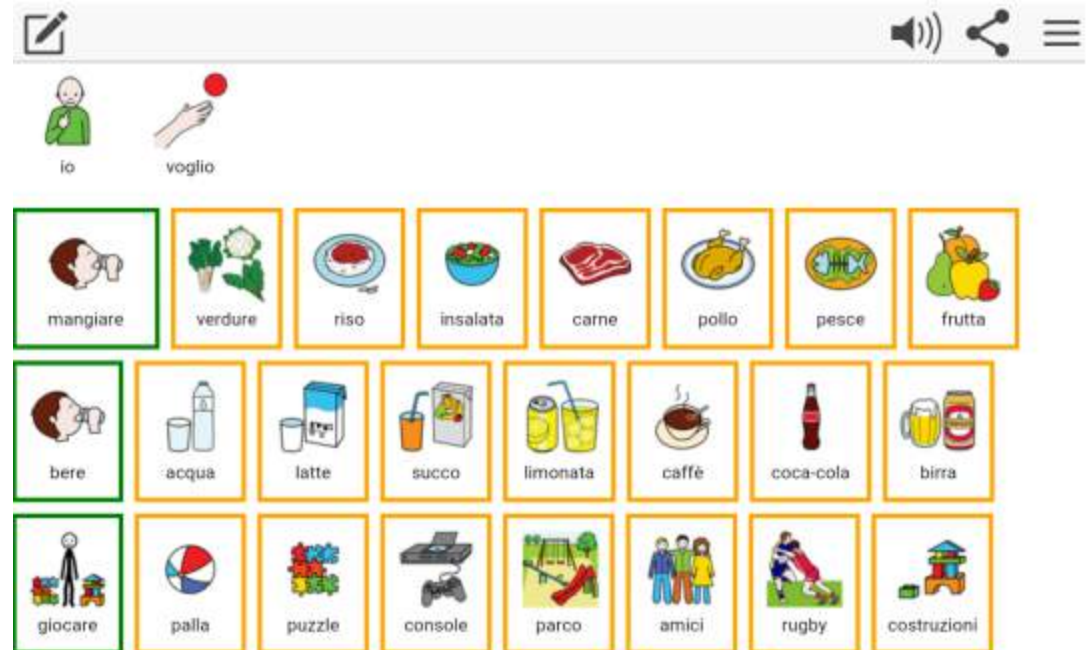 io voglio
mangiare verdure riso insalata carne pollo pesce frutta
bere acqua latte succo limonata caffè coca-cola birra
giocare palla puzzle console parco amici rugby costruzioni